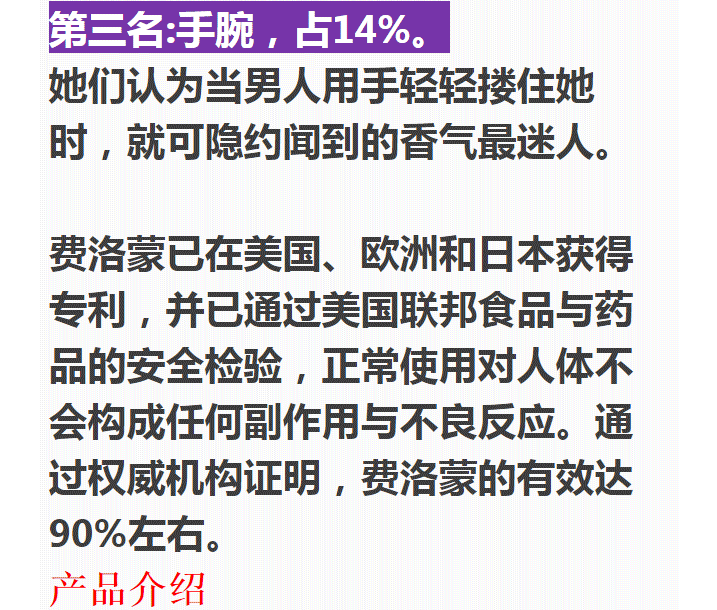 第三名:手腕，占14%。
她们认为当男人用手轻轻搂住她
时，就可隐约闻到的香气最迷人。
费洛蒙已在美国、欧洲和日本获得
专利，并已通过美国联邦食品与药
品的安全检验，正常使用对人体不
会构成任何副作用与不良反应。通
过权威机构证明，费洛蒙的有效达
90%左右。
产品介绍